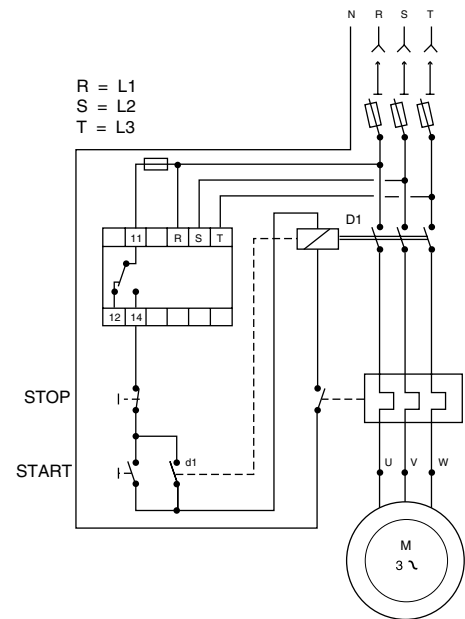 N R S T
R = L1
S = L2
T = L3
D1
11 R S T
12 14
STOP
START
d1
U V W
M
3 ~